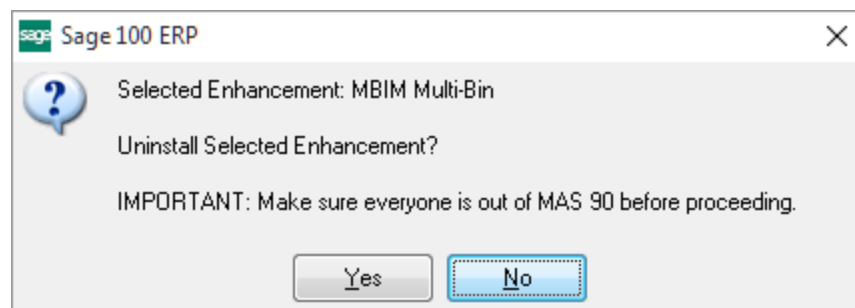 sage Sage 100 ERP
Selected Enhancement: MBIM Multi-Bin
Uninstall Selected Enhancement?
IMPORTANT: Make sure everyone is out of MAS 90 before proceeding.
Yes No